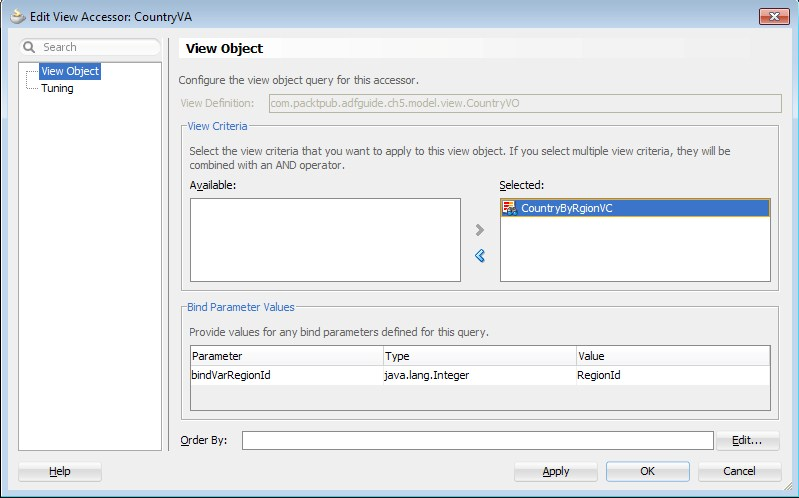 Edit View Accessor: CountryVA
Search
View Object
Tuning
View Object
Configure the view object query for this accessor.
View Definition: com.packtpub.adfguide.ch5.model.view.CountryVO
View Criteria
Select the view criteria that you want to apply to this view object. If you select multiple view criteria, they will be
combined with an AND operator.
Available: Selected:
CountryByRgionVC
Bind Parameter Values
Provide values for any bind parameters defined for this query.
Parameter Type Value
bindVarRegionId java.lang.Integer RegionId
Order By: Edit...
Help Apply OK Cancel